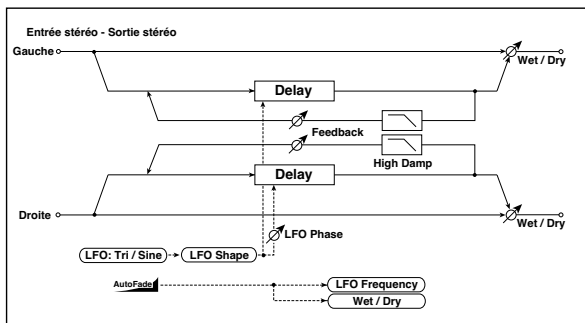 Entrée stéréo - Sortie stéréo
Gauche
Wet / Dry
Delay
Feedback
High Damp
Delay
Droite
Wet / Dry
LFO Phase
LFO: Tri / Sine
LFO Shape
AutoFade
LFO Frequency
Wet / Dry